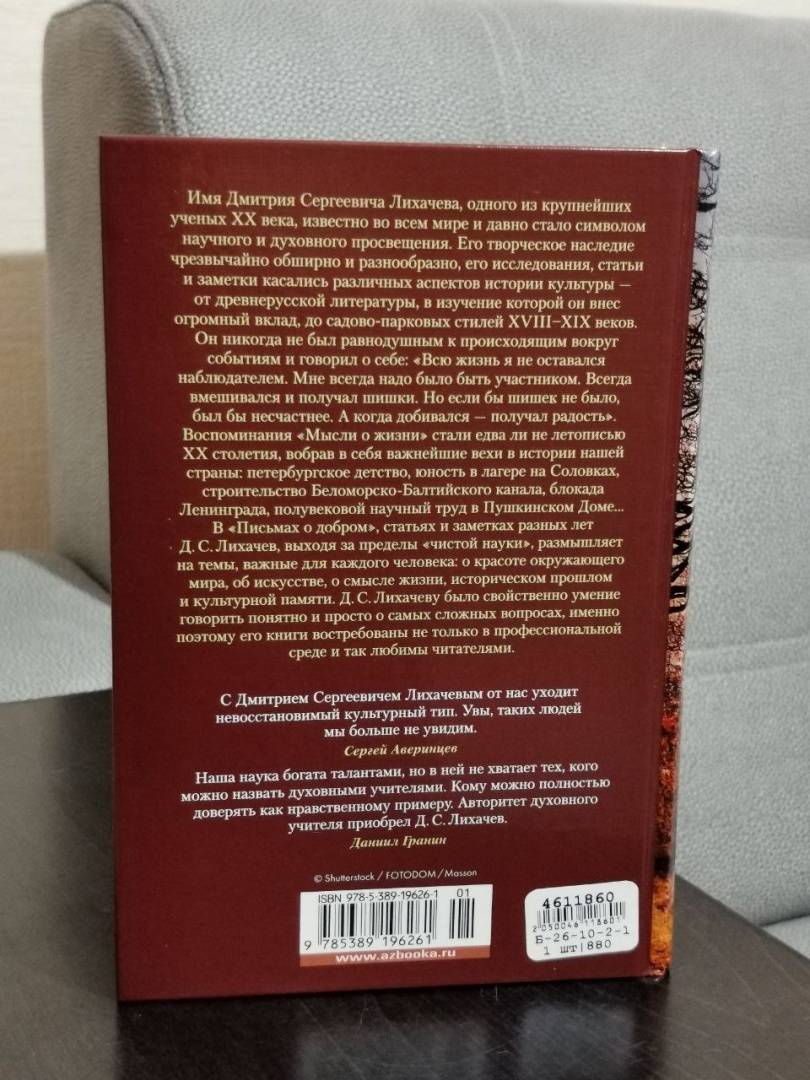 Имя Дмитрия Сергеевича Лихачева, одного из крупнейших
ученых XX века, известно во всем мире и давно стало символом
научного и духовного просвещения. Его творческое наследие
чрезвычайно обширно и разнообразно, его исследования, статьи
и заметки касались различных аспектов истории культуры —
от древнерусской литературы, в изучение которой он внес
огромный вклад, до садово-парковых стилей XVIII–XIX веков.
Он никогда не был равнодушным к происходящим вокруг
событиям и говорил о себе: «Всю жизнь я не оставался
наблюдателем. Мне всегда надо было быть участником. Всегда
вмешивался и получал шишки. Но если бы шишек не было,
был бы несчастнее. А когда добивался — получал радость».
Воспоминания «Мысли о жизни» стали едва ли не летописью
XX столетия, вобрав в себя важнейшие вехи в истории нашей
страны: петербургское детство, юность в лагере на Соловках,
строительство Беломорско-Балтийского канала, блокада
Ленинграда, полувековой научный труд в Пушкинском Доме...
В «Письмах о добром», статьях и заметках разных лет
Д. С. Лихачев, выходя за пределы «чистой науки», размышляет
на темы, важные для каждого человека: о красоте окружающего
мира, об искусстве, о смысле жизни, историческом прошлом
и культурной памяти. Д. С. Лихачеву было свойственно умение
говорить понятно и просто о самых сложных вопросах, именно
поэтому его книги востребованы не только в профессиональной
среде и так любимы читателями.
С Дмитрием Сергеевичем Лихачевым от нас уходит
невосстановимый культурный тип. Увы, таких людей
мы больше не увидим.
Сергей Аверинцев
Наша наука богата талантами, но в ней не хватает тех, кого
можно назвать духовными учителями. Кому можно полностью
доверять как нравственному примеру. Авторитет духовного
учителя приобрел Д. С. Лихачев.
Даниил Гранин
© Shutterstock / FOTODOM / Masson
ISBN 978-5-389-19626-1 01
9 785389 196261
www.azbooka.ru
4611860
2 050046 118601
Б-26-10-2-1
1 шт|880